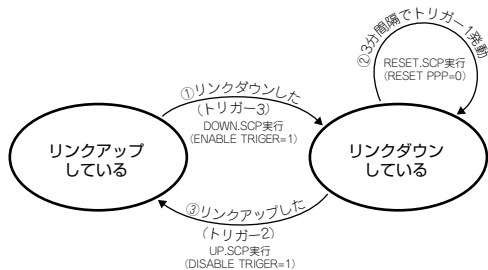 ②3分間隔でトリガー1発動
RESET.SCP実行
(RESET PPP=0)
①リンクダウンした
(トリガー3)
DOWN.SCP実行
(ENABLE TRIGER=1)
リンクアップ
している
リンクダウン
している
③リンクアップした
(トリガー2)
UP.SCP実行
(DISABLE TRIGER=1)